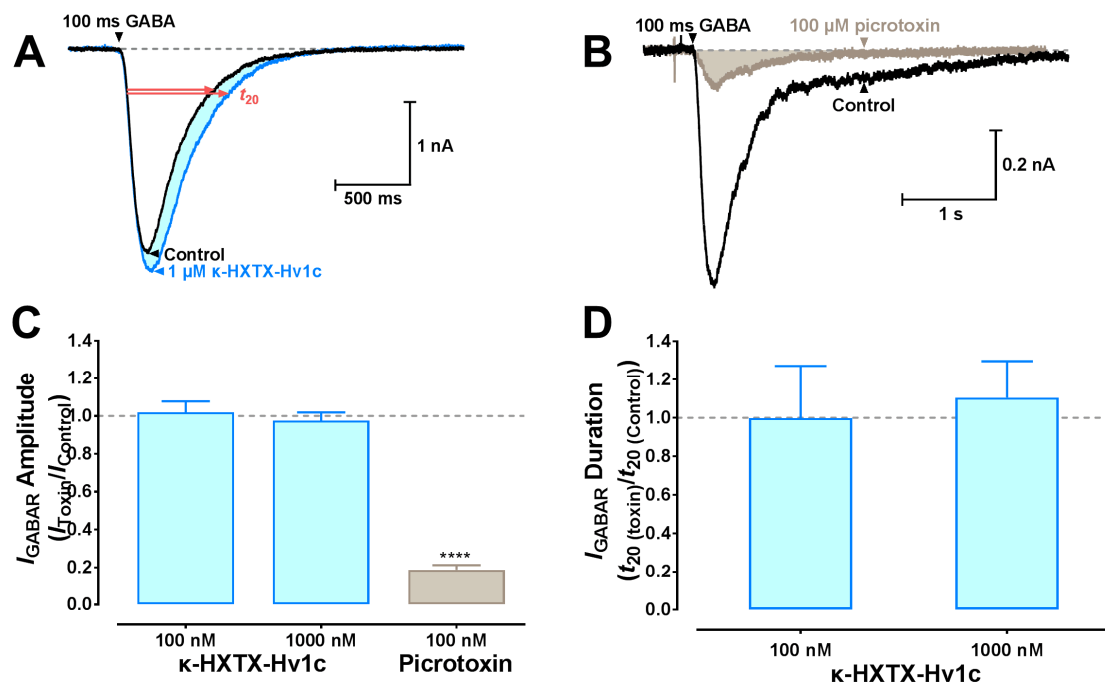 A
100 ms GABA
t20
1 nA
500 ms
Control
1 µM κ-HXTX-Hv1c
B
100 ms GABA
100 µM picrotoxin
Control
0.2 nA
1 s
C
IGABAR Amplitude
(IToxin/IControl)
1.4
1.2
1.0
0.8
0.6
0.4
0.2
0.0
****
100 nM
1000 nM
100 nM
κ-HXTX-Hv1c
Picrotoxin
D
IGABAR Duration
(t20 (toxin)/t20 (Control))
1.4
1.2
1.0
0.8
0.6
0.4
0.2
0.0
100 nM
1000 nM
κ-HXTX-Hv1c